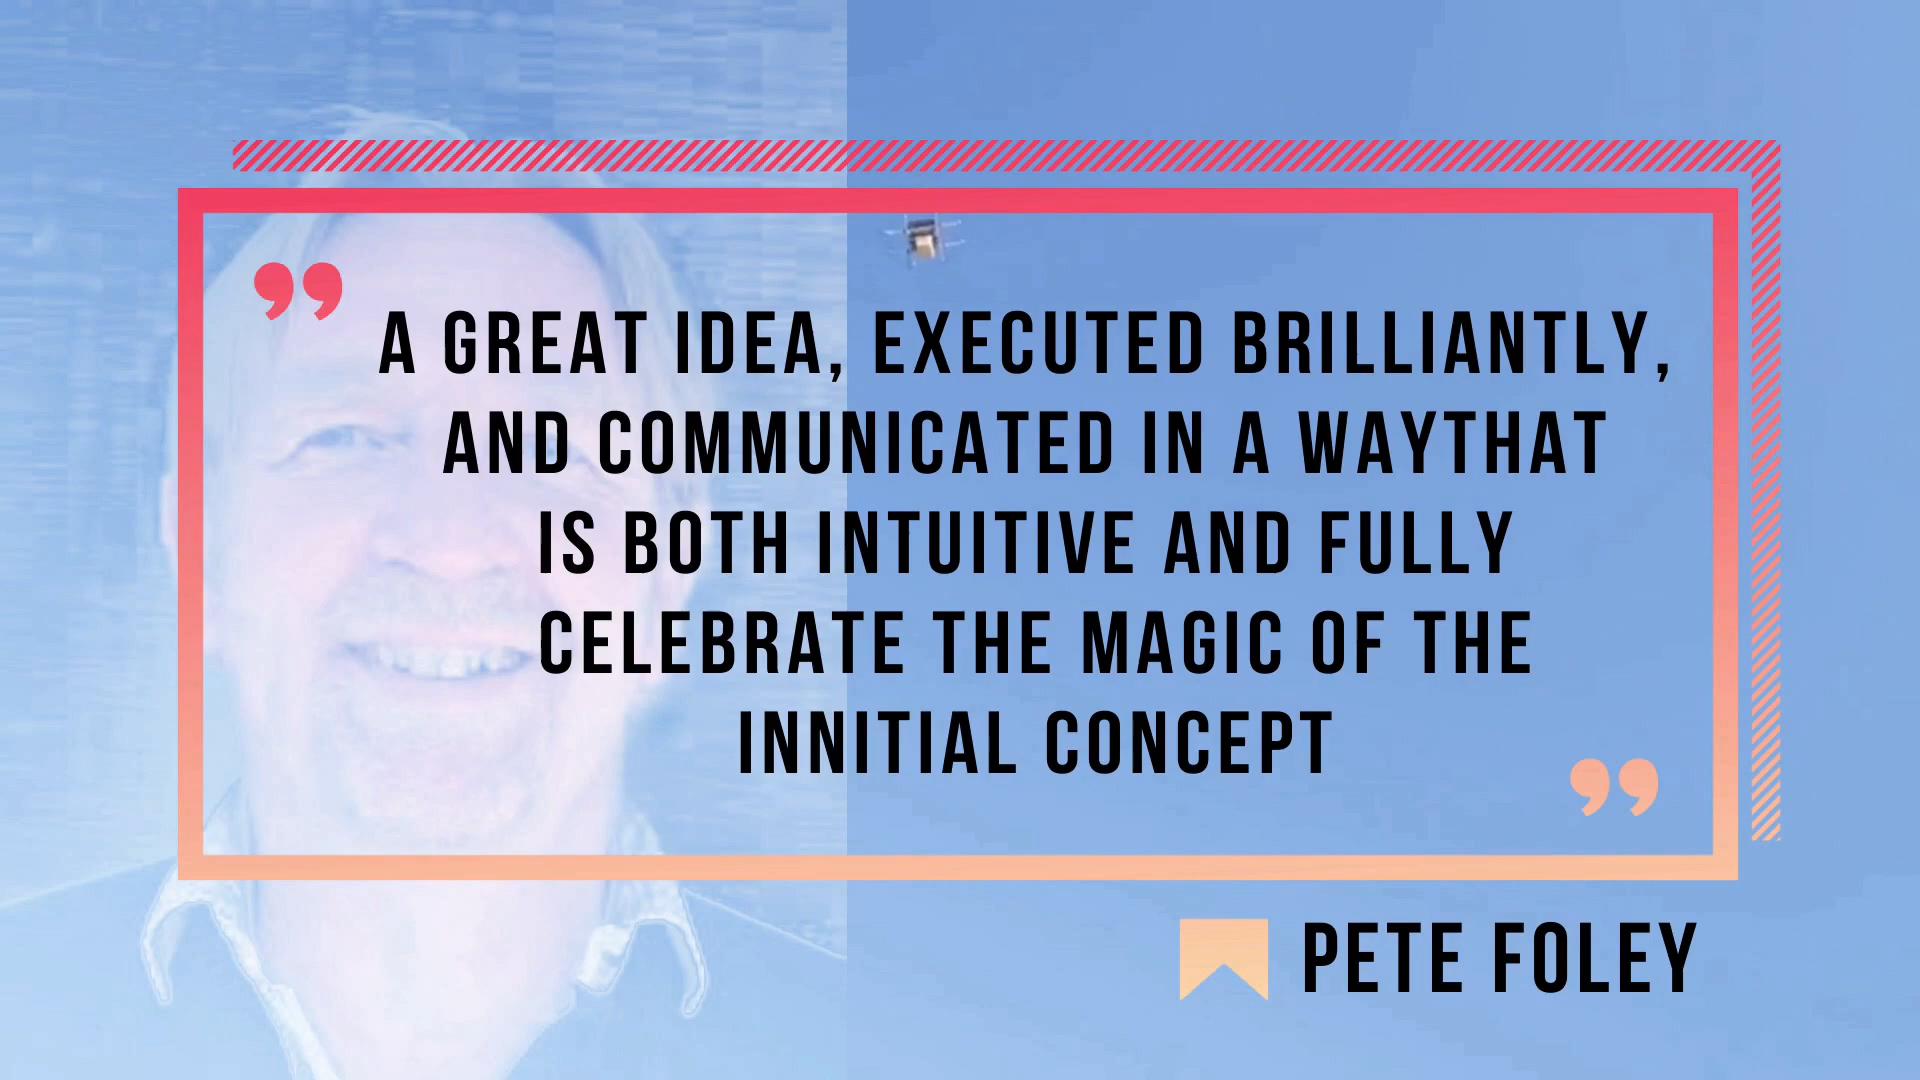 A GREAT IDEA, EXECUTED BRILLIANTLY,
AND COMMUNICATED IN A WAYTHAT
IS BOTH INTUITIVE AND FULLY
CELEBRATE THE MAGIC OF THE
INNITIAL CONCEPT
PETE FOLEY